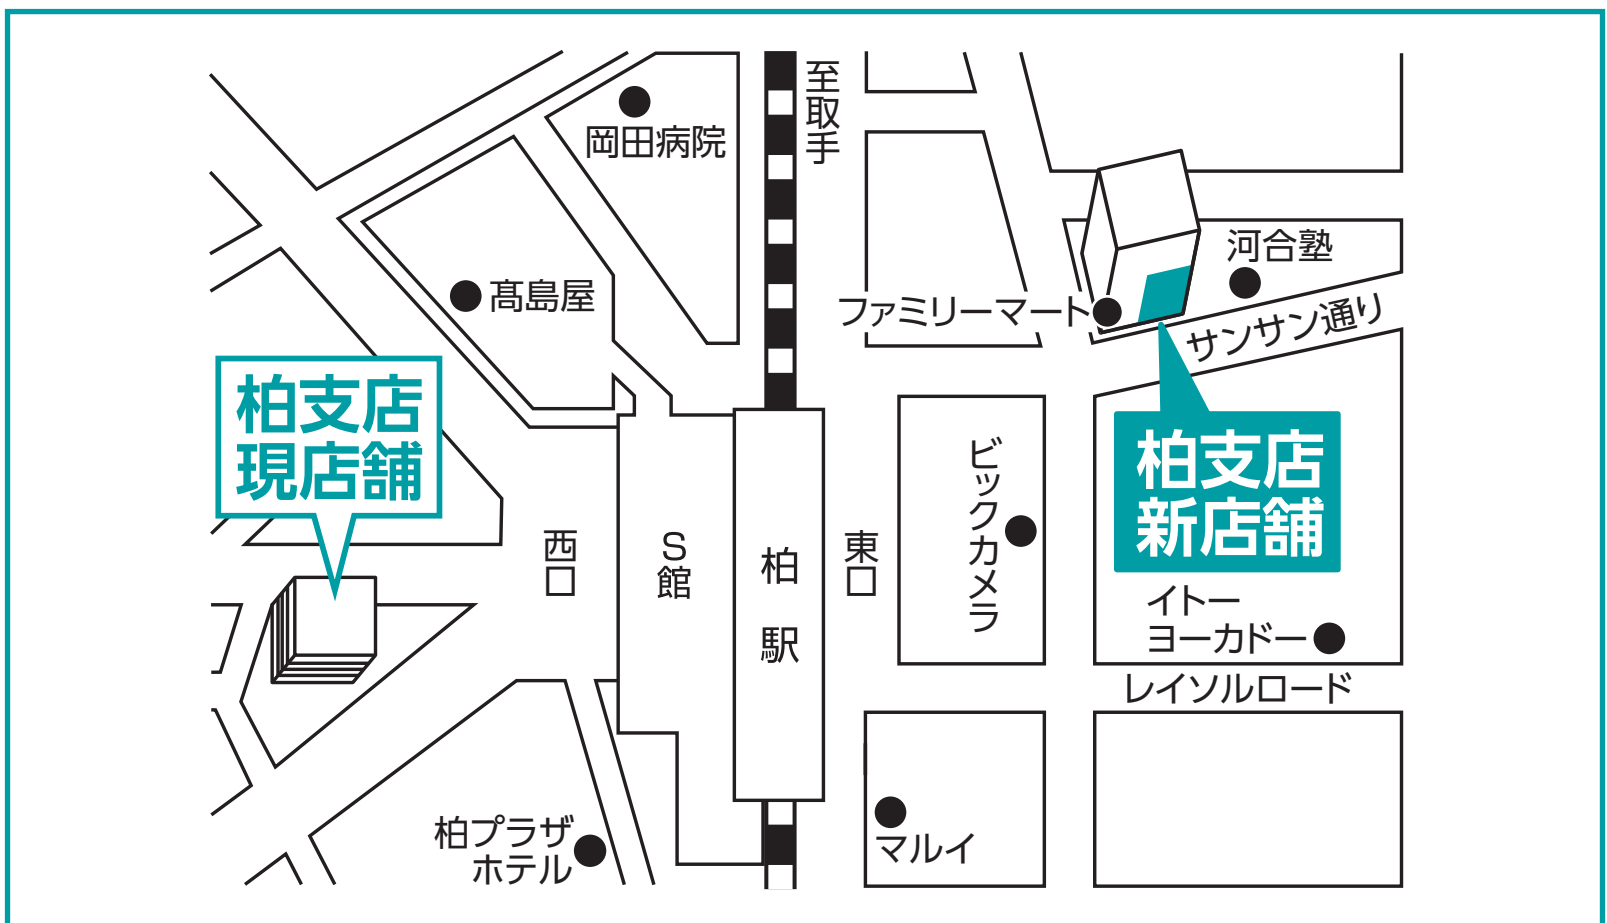 岡田病院
至取手
髙島屋
河合塾
ファミリーマート
サンサン通り
柏支店
現店舗
柏支店
新店舗
西口
S館
柏駅
東口
ビックカメラ
イトー
ヨーカドー
レイソルロード
柏プラザ
ホテル
マルイ